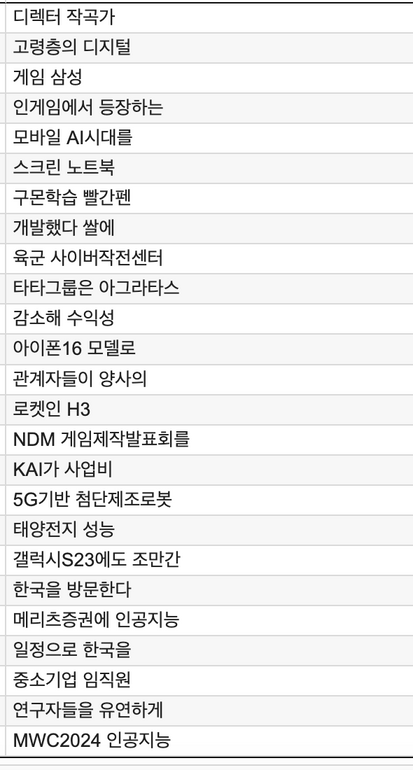 디렉터 작곡가
고령층의 디지털
게임 삼성
인게임에서 등장하는
모바일 AI시대를
스크린 노트북
구몬학습 빨간펜
개발했다 쌀에
육군 사이버작전센터
타타그룹은 아그라타스
감소해 수익성
아이폰16 모델로
관계자들이 양사의
로켓인 H3
NDM 게임제작발표회를
KAI가 사업비
5G기반 첨단제조로봇
태양전지 성능
갤럭시S23에도 조만간
한국을 방문한다
메리츠증권에 인공지능
일정으로 한국을
중소기업 임직원
연구자들을 유연하게
MWC2024 인공지능